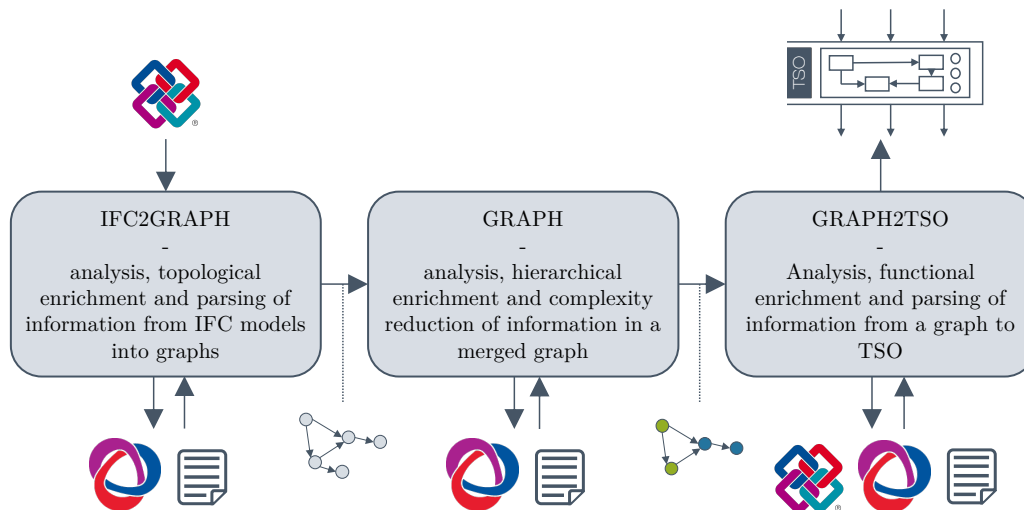 TSO
IFC2GRAPH
-
analysis, topological
enrichment and parsing of
information from IFC models
into graphs
GRAPH
-
analysis, hierarchical
enrichment and complexity
reduction of information in a
merged graph
GRAPH2TSO
-
Analysis, functional
enrichment and parsing of
information from a graph to
TSO